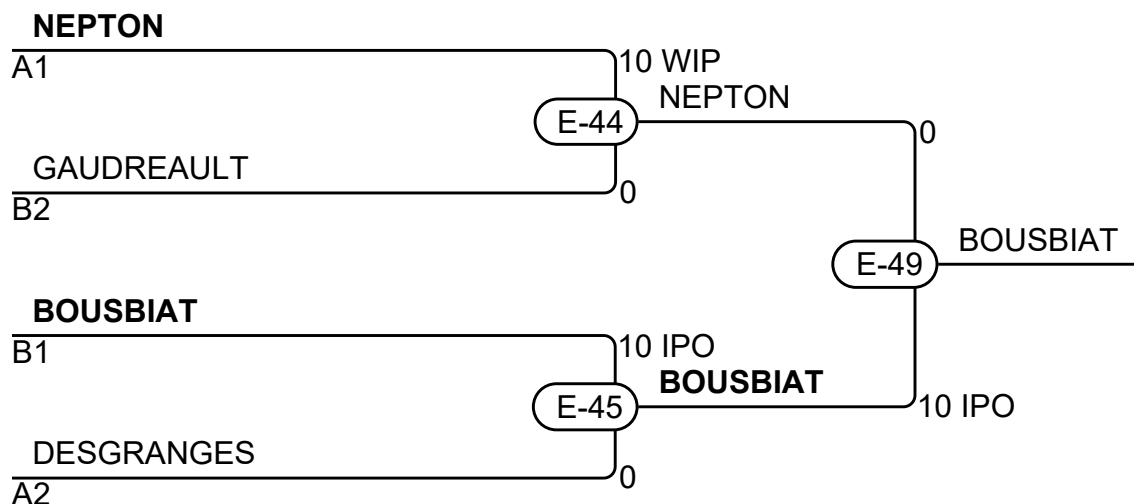 NEPTON
A1
10 WIP
NEPTON
E-44
0
GAUDREAULT
B2
0
BOUSBIAT
E-49
BOUSBIAT
B1
10 IPO
BOUSBIAT
E-45
10 IPO
DESGRANGES
A2
0